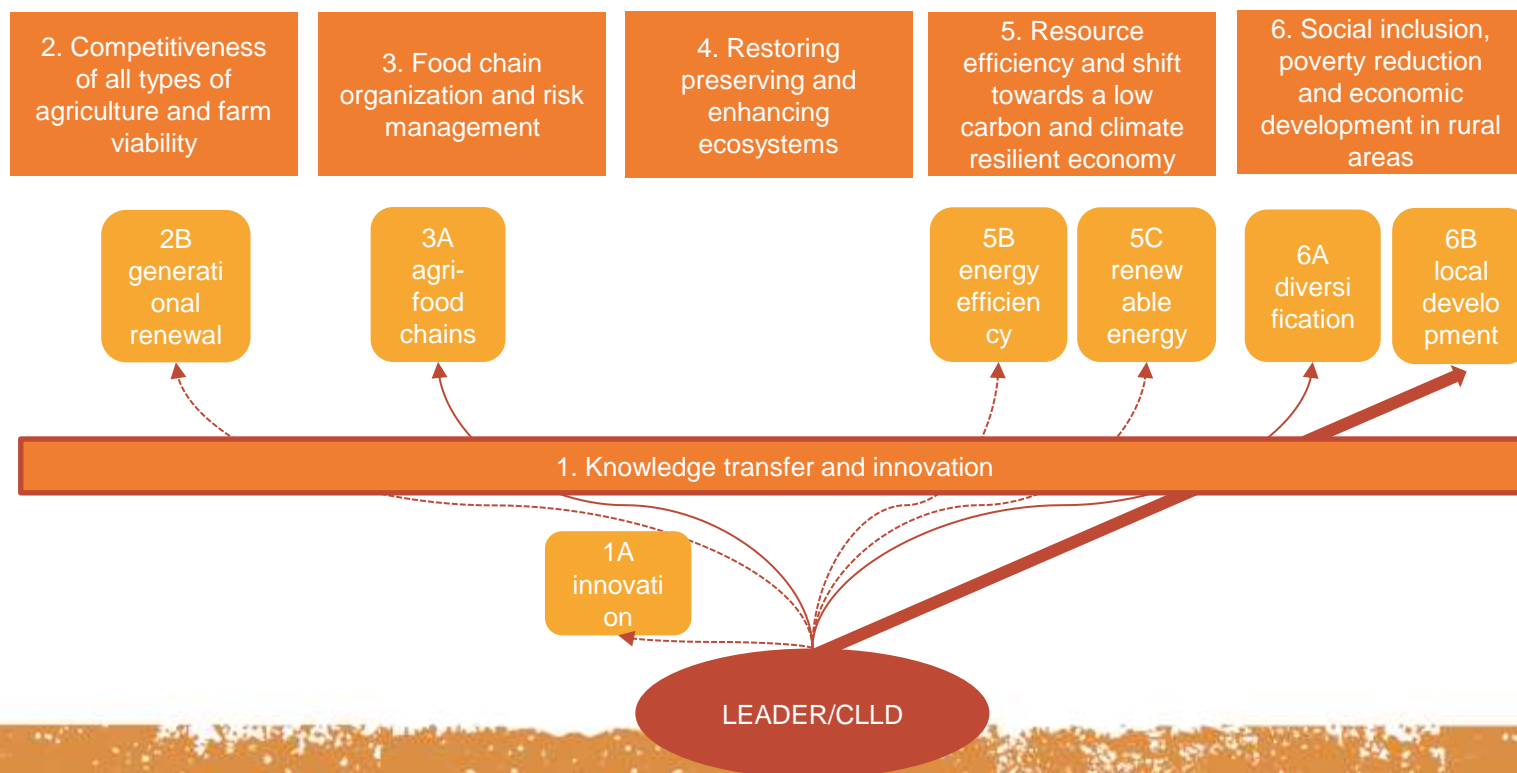 2. Competitiveness
of all types of
agriculture and farm
viability
3. Food chain
organization and risk
management
4. Restoring
preserving and
enhancing
ecosystems
5. Resource
efficiency and shift
towards a low
carbon and climate
resilient economy
6. Social inclusion,
poverty reduction
and economic
development in rural
areas
2B
generati
onal
renewal
3A
agri-
food
chains
5B
energy
efficien
cy
5C
renew
able
energy
6A
diversi
fication
6B
local
develo
pment
1. Knowledge transfer and innovation
1A
innovati
on
LEADER/CLLD